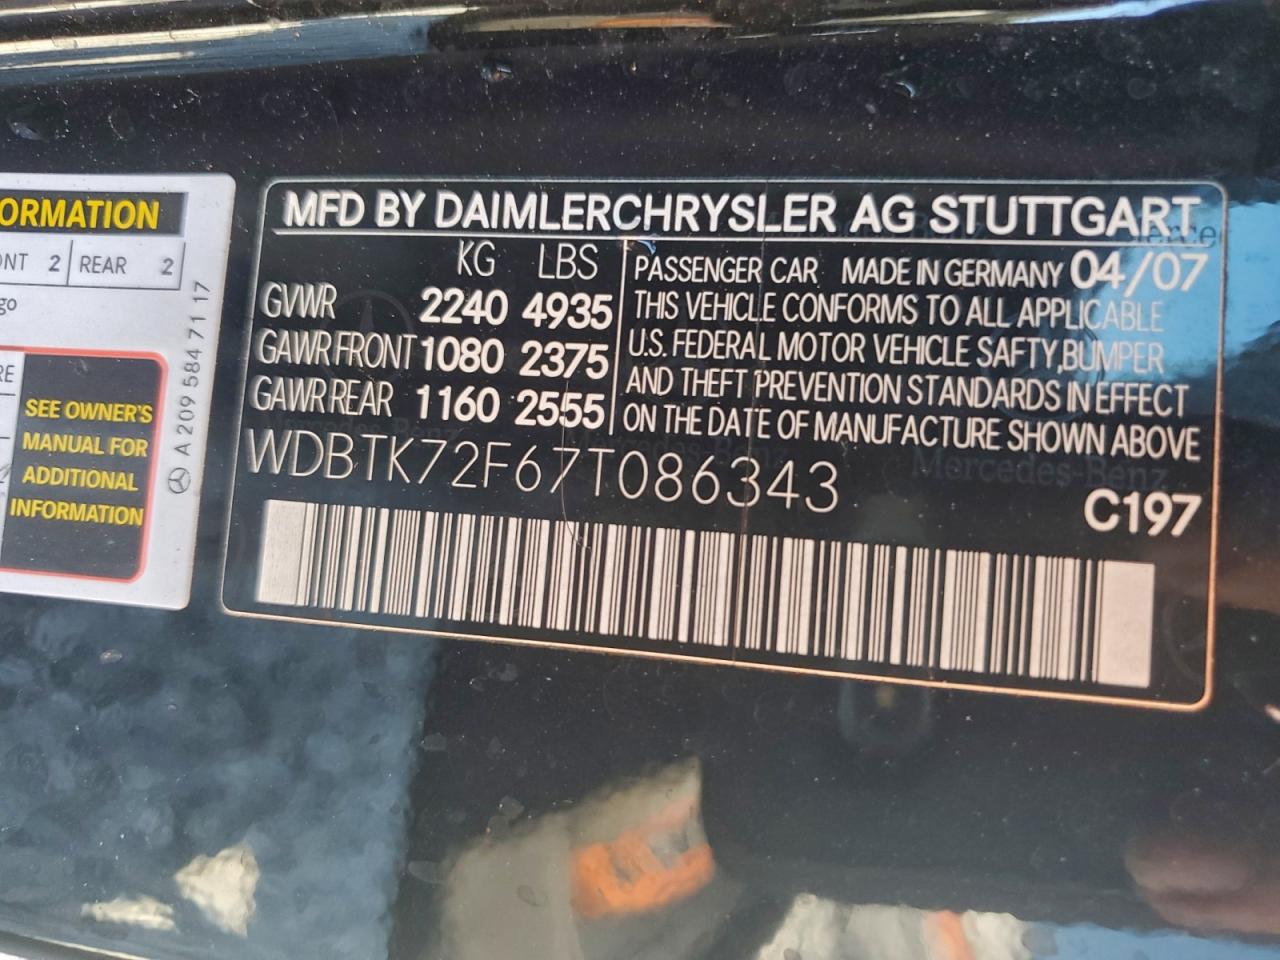 ORMATION
ONT 2 REAR 2
go
RE
SEE OWNER'S
MANUAL FOR
ADDITIONAL
INFORMATION
A 209 584 71 17
MFD BY DAIMLERCHRYSLER AG STUTTGART
KG LBS
GVWR 2240 4935
GAWR FRONT 1080 2375
GAWR REAR 1160 2555
PASSENGER CAR MADE IN GERMANY 04/07
THIS VEHICLE CONFORMS TO ALL APPLICABLE
U.S. FEDERAL MOTOR VEHICLE SAFTY,BUMPER
AND THEFT PREVENTION STANDARDS IN EFFECT
ON THE DATE OF MANUFACTURE SHOWN ABOVE
Mercedes-Benz
WDBTK72F67T086343
C197